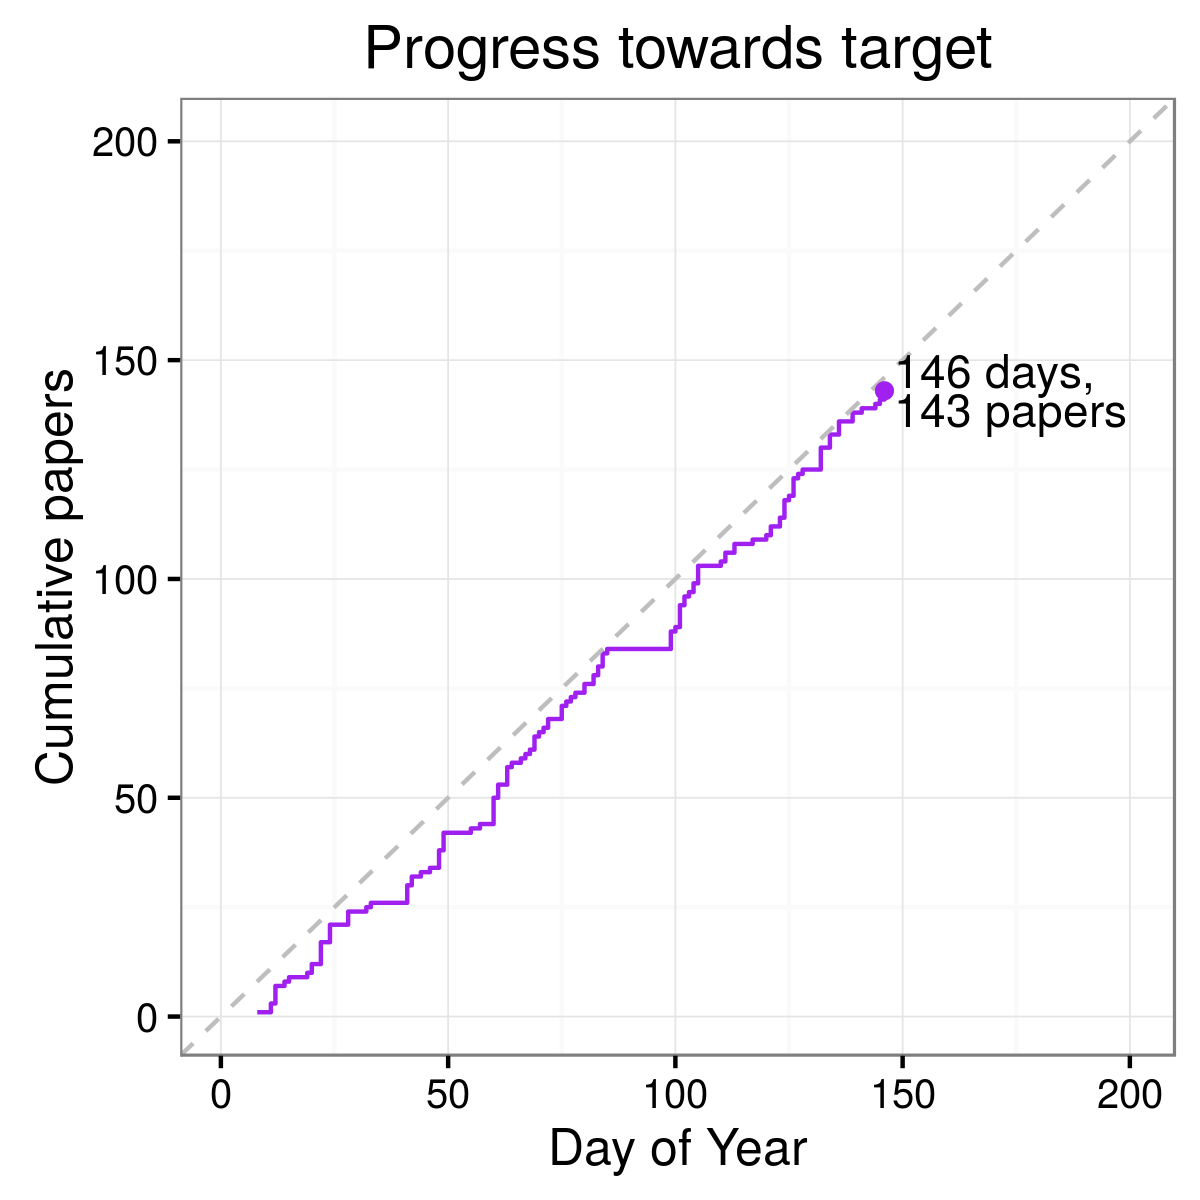 Progress towards target
200
150
100
50
0
Cumulative papers
146 days,
143 papers
0 50 100 150 200
Day of Year